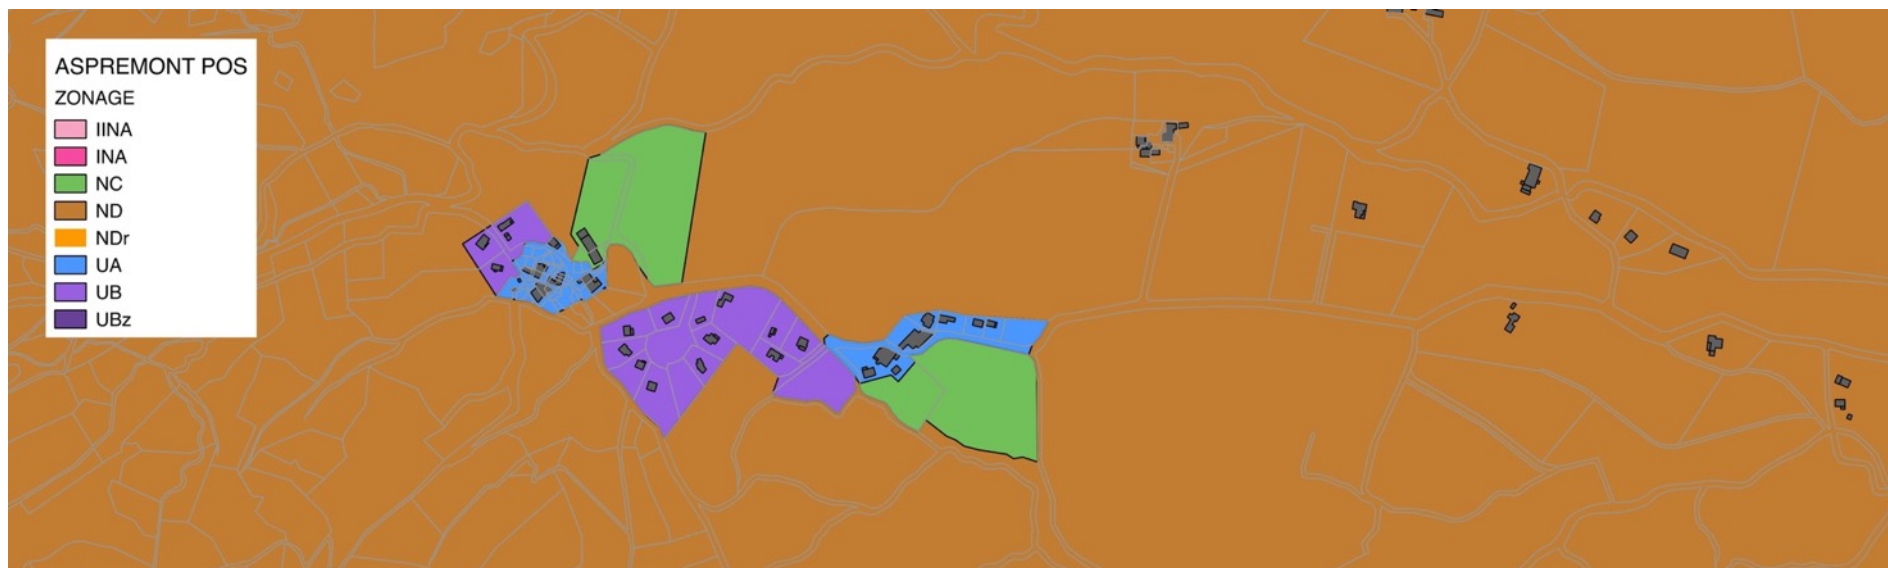 ASPREMONT POS
ZONAGE
IINA
INA
NC
ND
NDr
UA
UB
UBz